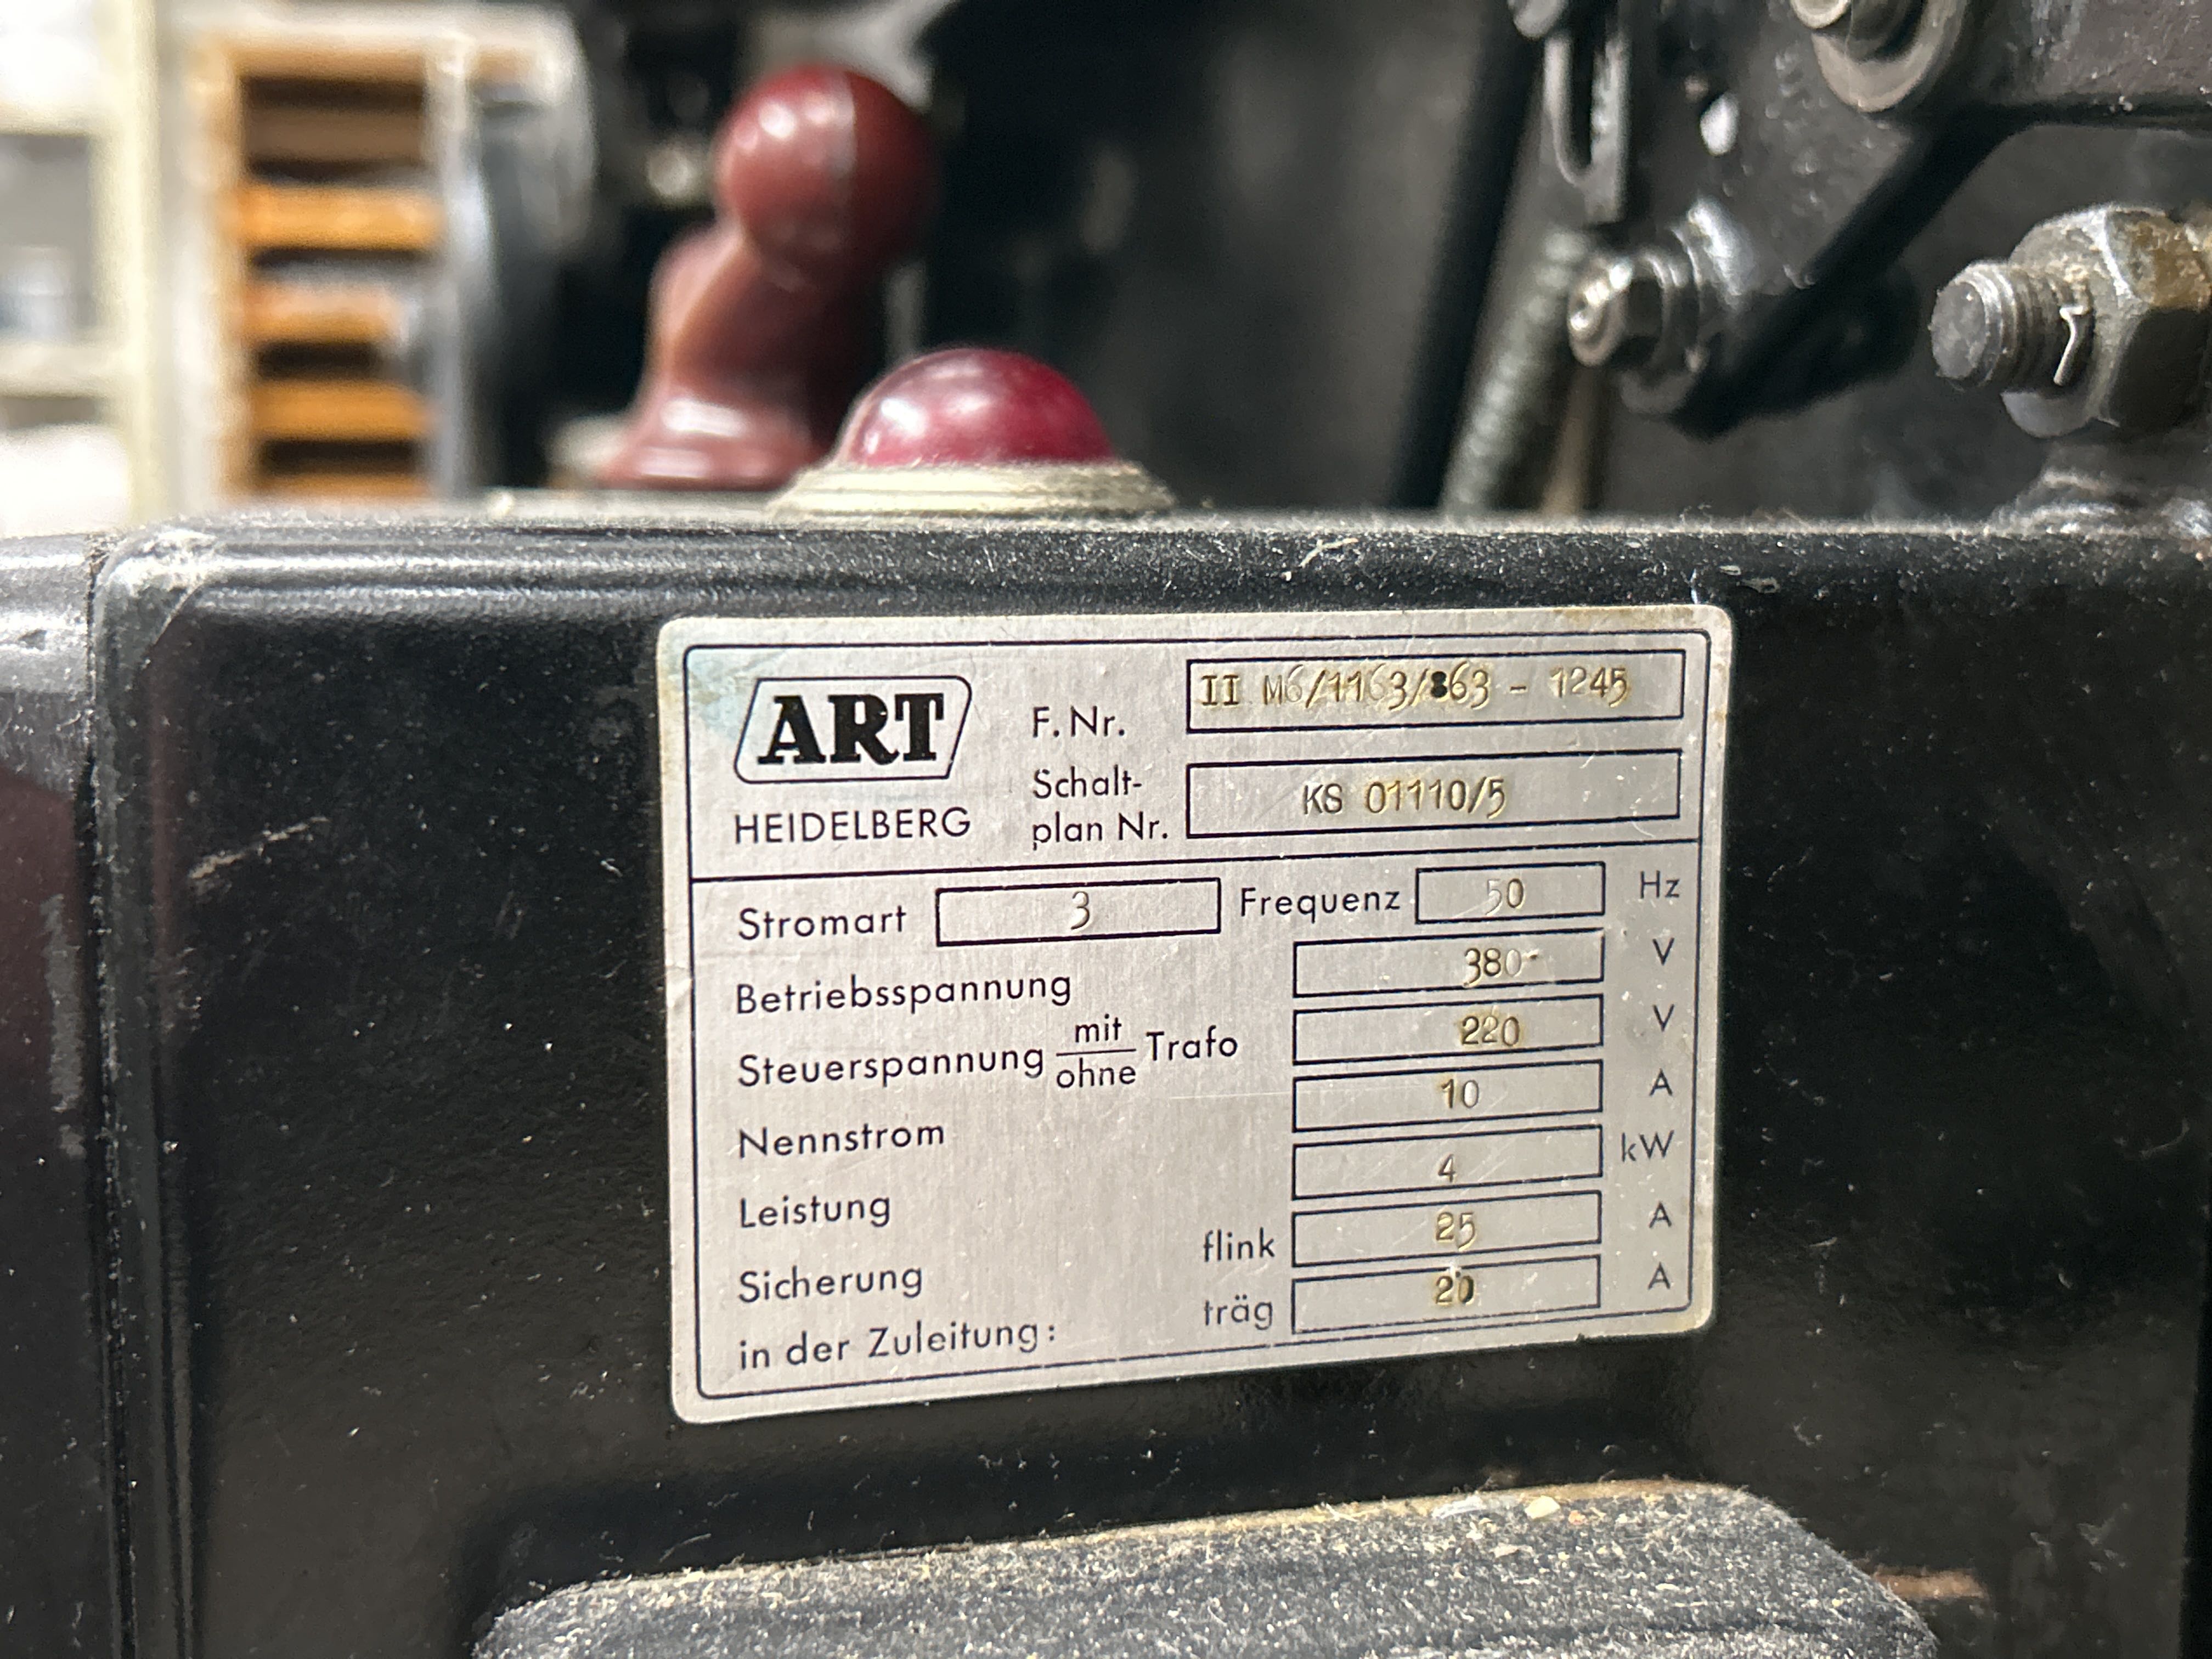 ART
HEIDELBERG
F. Nr. II M6/1163/863 - 1245
Schalt-
plan Nr. KS 01110/5
Stromart 3 Frequenz 50 Hz
Betriebsspannung 380 V
Steuerspannung mit/ohne Trafo 220 V
Nennstrom 10 A
Leistung 4 kW
Sicherung flink 25 A
in der Zuleitung: träg 20 A